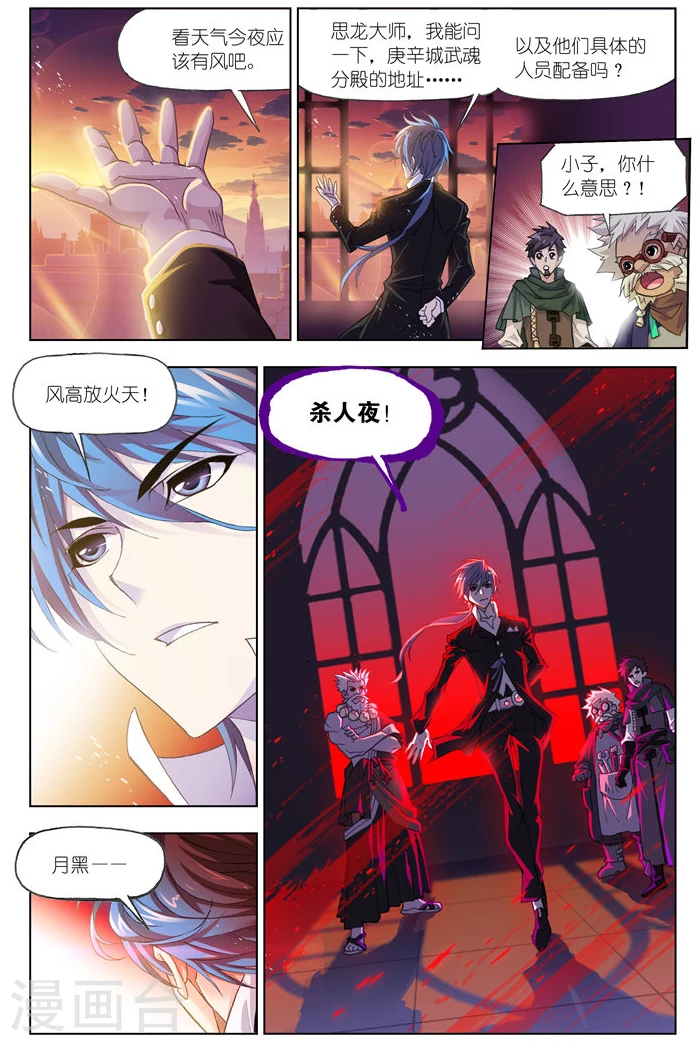 看天气今夜应
该有风吧。
思龙大师，我能问
一下，庚辛城武魂
分殿的地址……
以及他们具体的
人员配备吗？
小子，你什
么意思？！
风高放火天！
月黑——
杀人夜！
漫画台